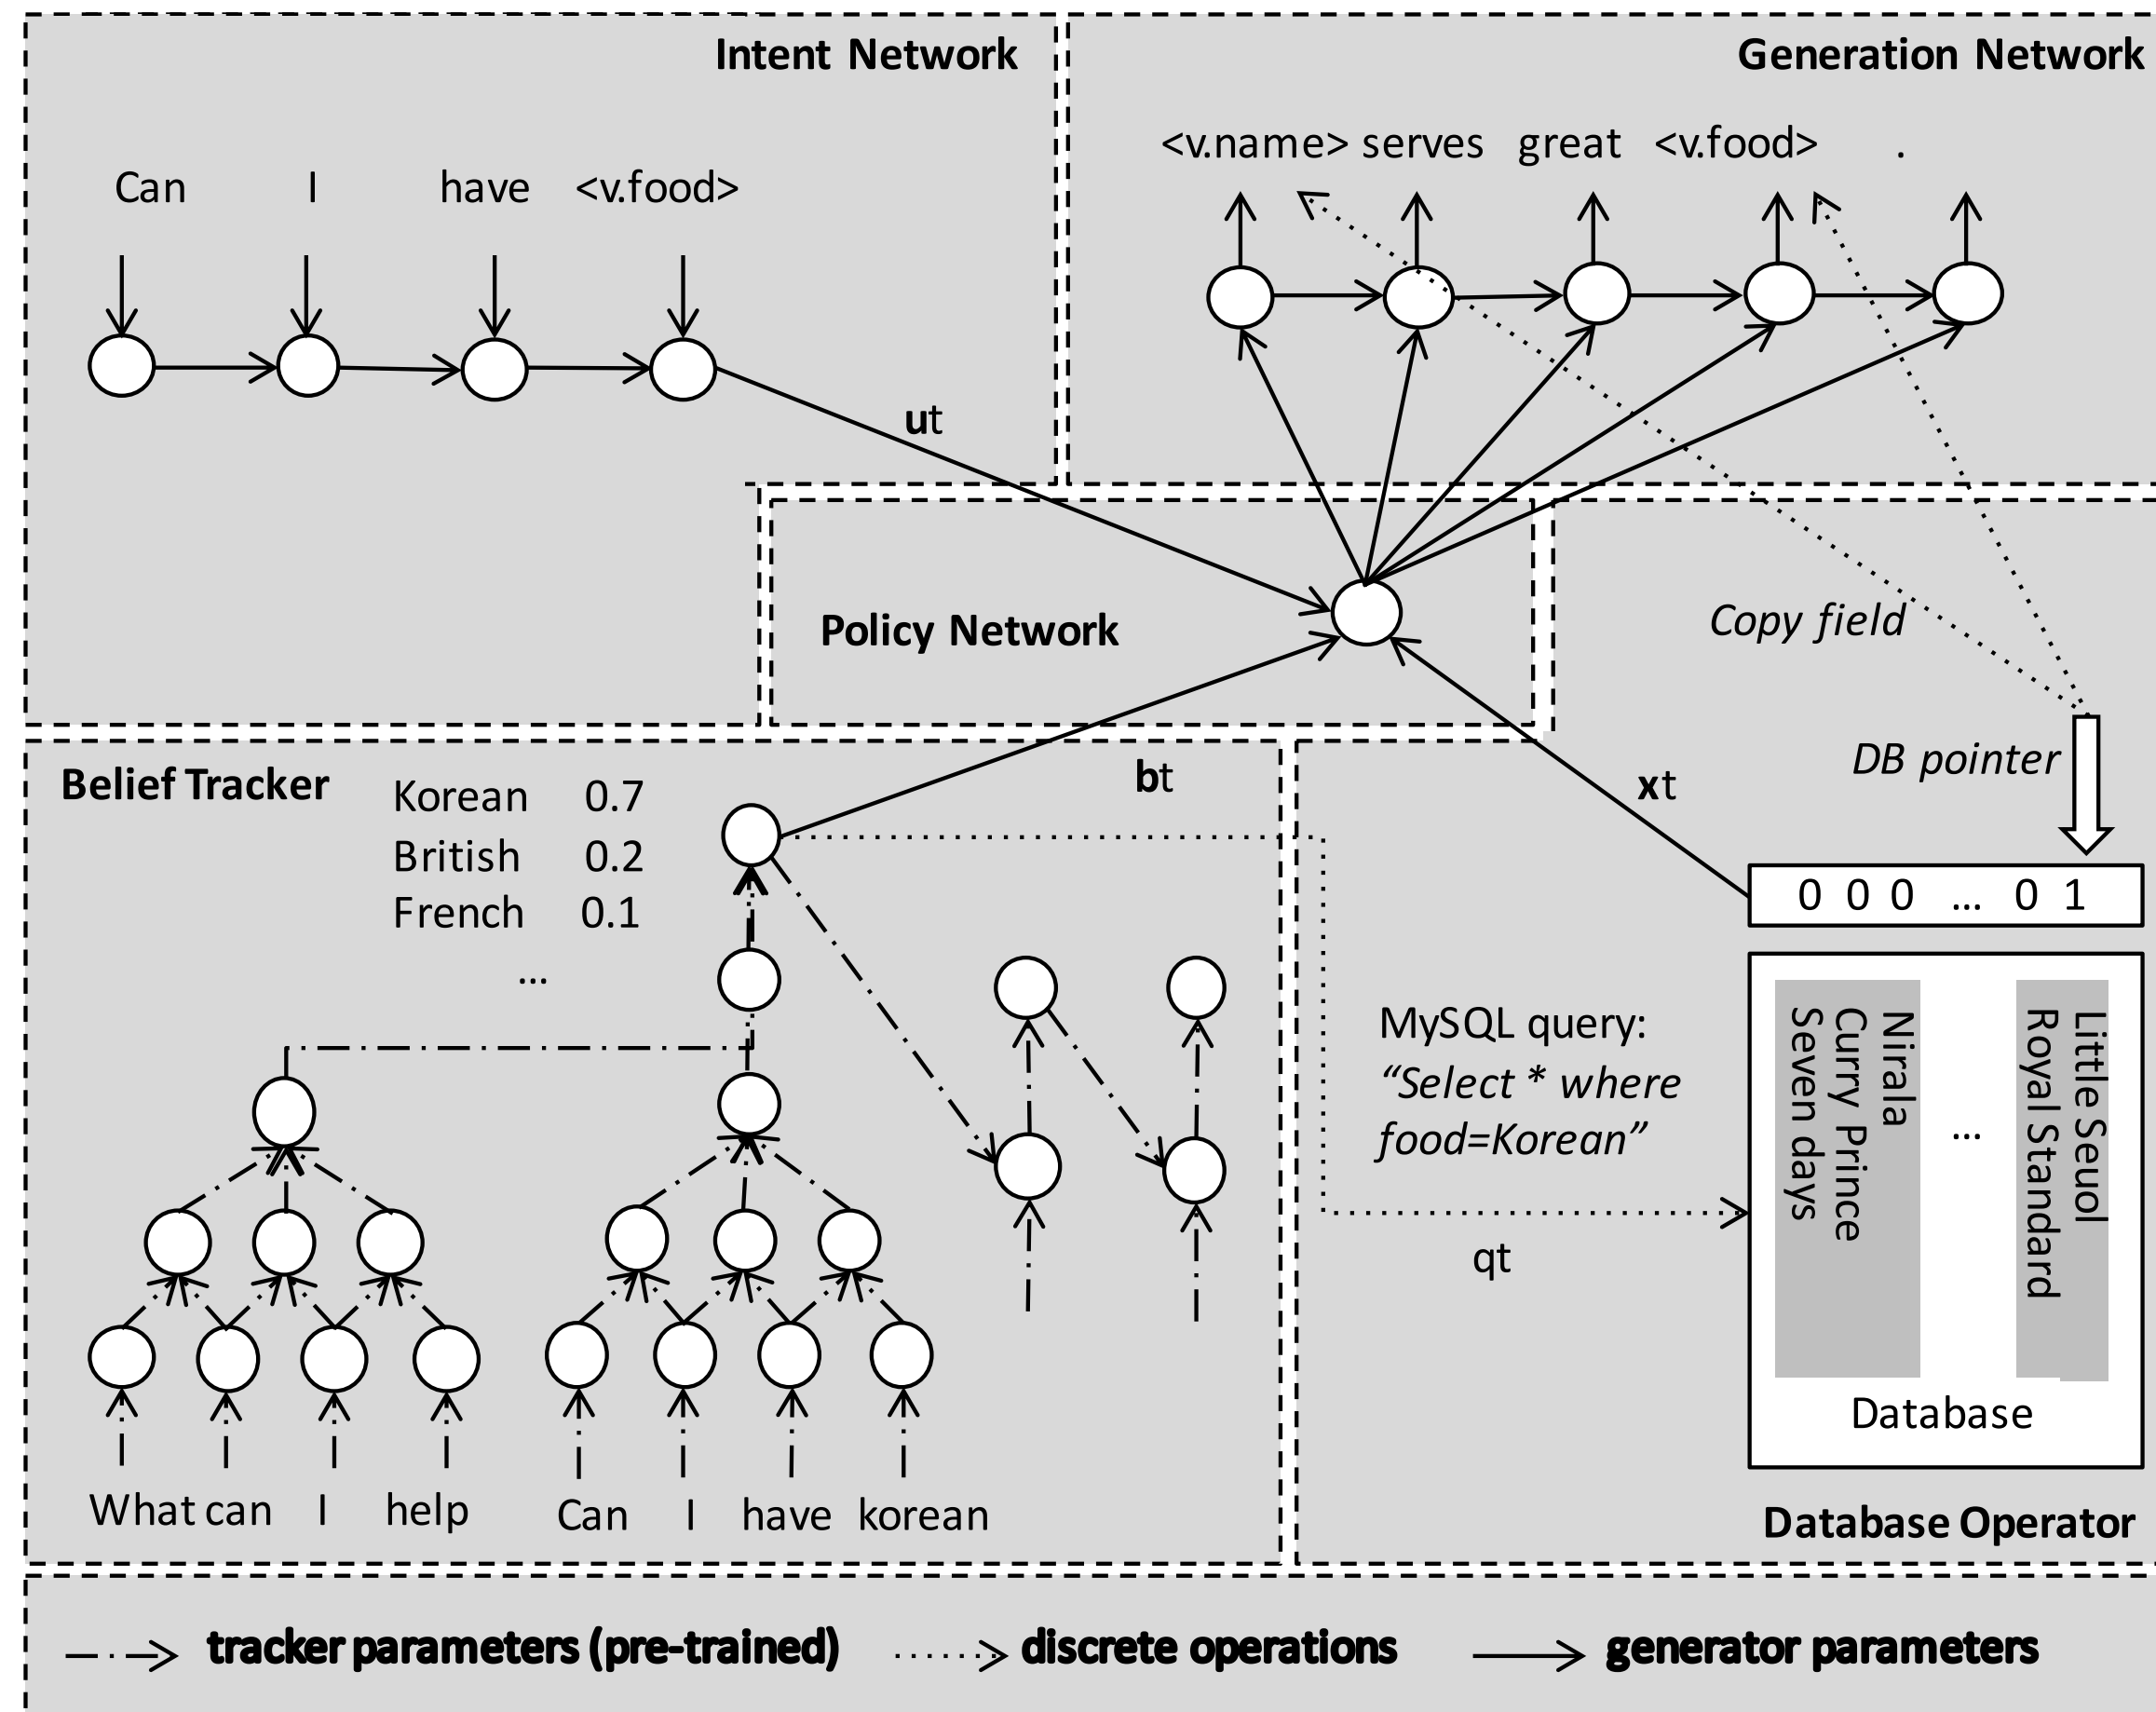 Intent Network
Can I have <v.food>
ut
Generation Network
<v.name> serves great <v.food> .
Policy Network
Copy field
DB pointer
xt
bt
Belief Tracker
Korean 0.7
British 0.2
French 0.1
...
What can I help
Can I have korean
MySQL query:
“Select * where
food=Korean”
qt
0 0 0 ... 0 1
Nirala
Curry Prince
Seven days
...
Little Seuol
Royal Standard
Database
Database Operator
tracker parameters (pre-trained)
discrete operations
generator parameters